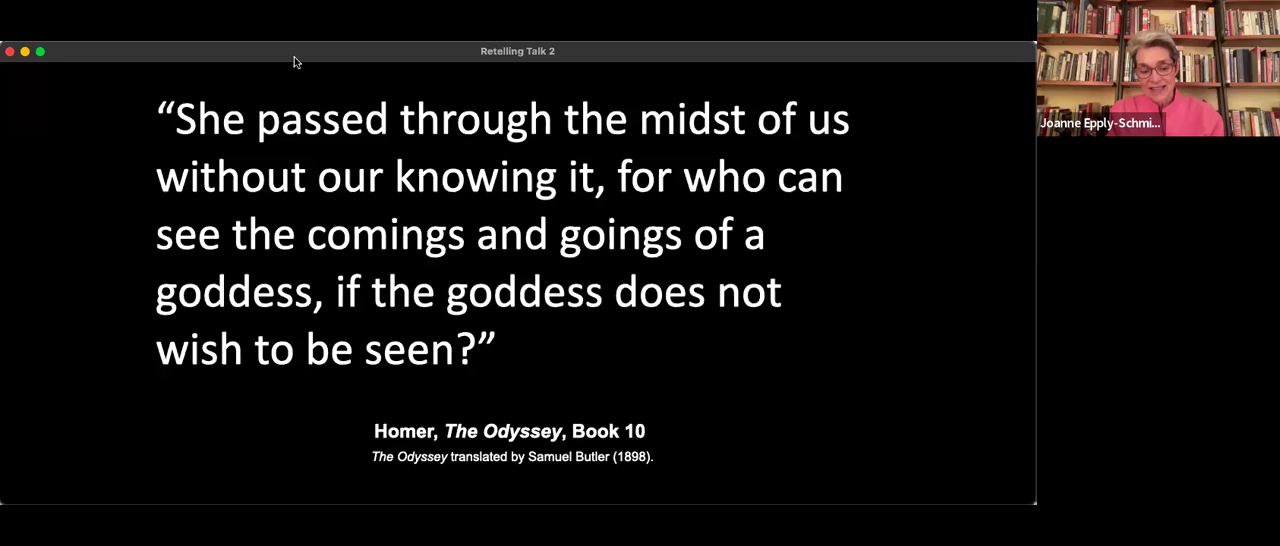 Retelling Talk 2
“She passed through the midst of us
without our knowing it, for who can
see the comings and goings of a
goddess, if the goddess does not
wish to be seen?”
Homer, The Odyssey, Book 10
The Odyssey translated by Samuel Butler (1898).
Joanne Epply-Schmi...